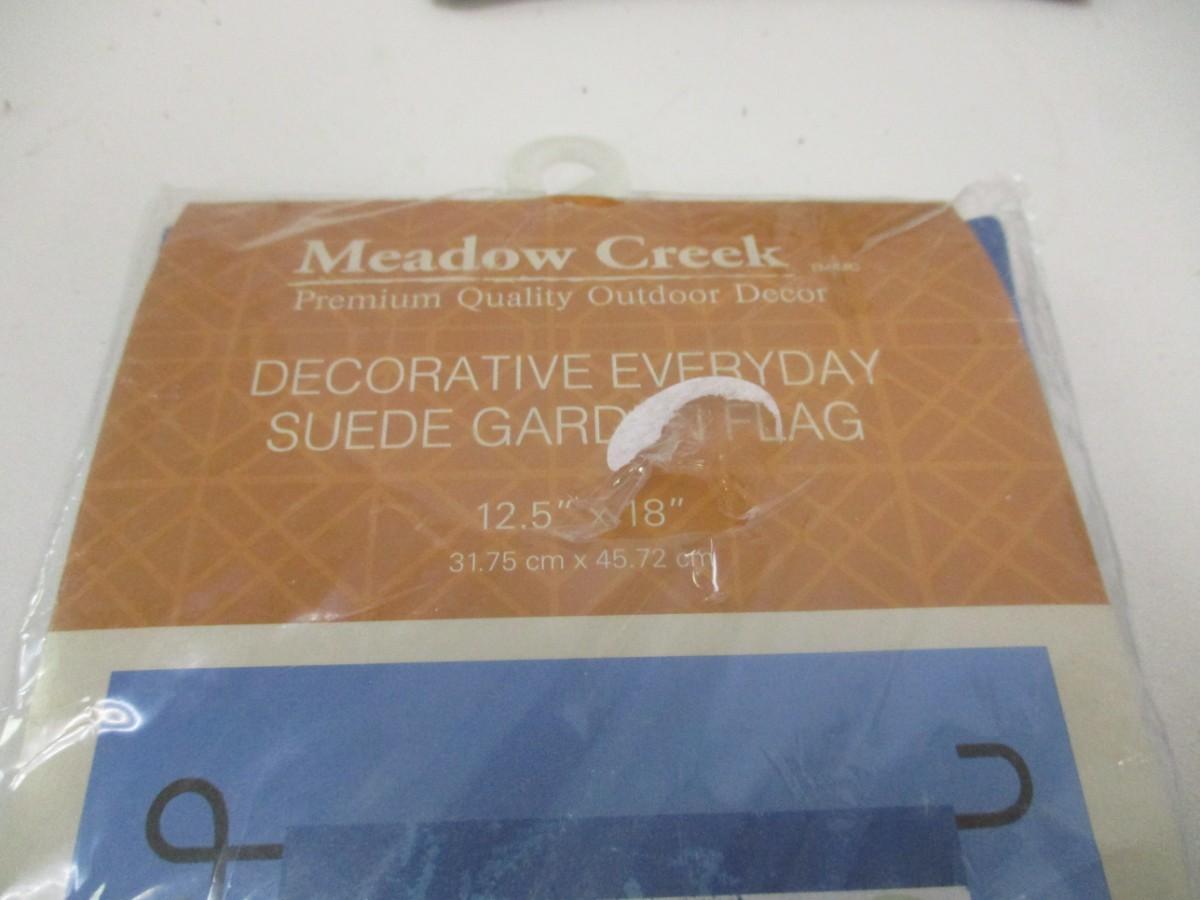 Meadow Creek
Premium Quality Outdoor Decor
DECORATIVE EVERYDAY
SUEDE GARDEN FLAG
12.5" x 18"
31.75 cm x 45.72 cm